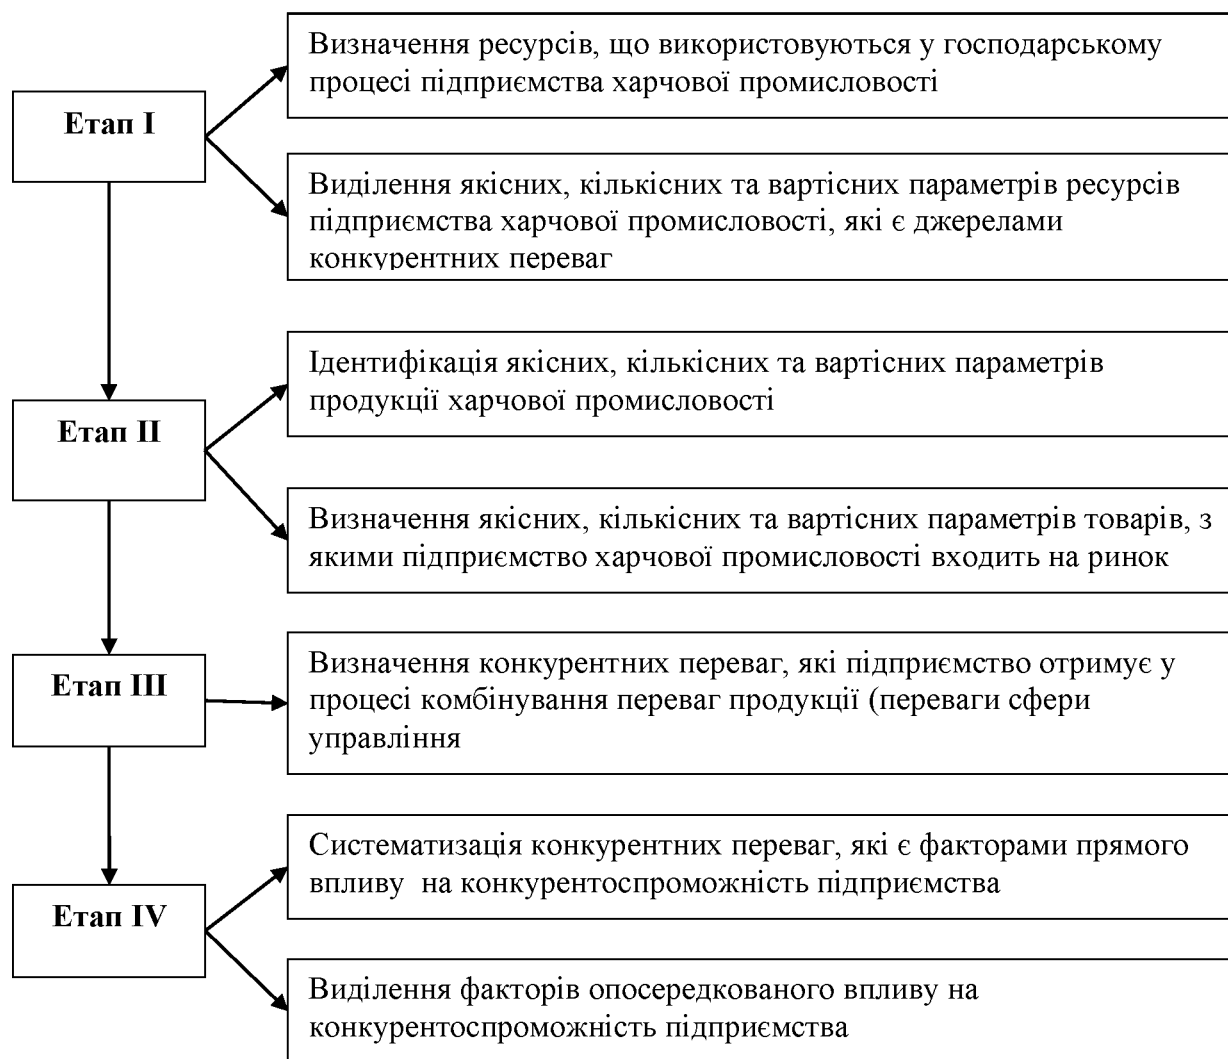 Етап I
Визначення ресурсів, що використовуються у господарському
процесі підприємства харчової промисловості
Виділення якісних, кількісних та вартісних параметрів ресурсів
підприємства харчової промисловості, які є джерелами
конкурентних переваг
Етап II
Ідентифікація якісних, кількісних та вартісних параметрів
продукції харчової промисловості
Визначення якісних, кількісних та вартісних параметрів товарів, з
якими підприємство харчової промисловості входить на ринок
Етап III
Визначення конкурентних переваг, які підприємство отримує у
процесі комбінування переваг продукції (переваги сфери
управління
Етап IV
Систематизація конкурентних переваг, які є факторами прямого
впливу  на конкурентоспроможність підприємства
Виділення факторів опосередкованого впливу на
конкурентоспроможність підприємства